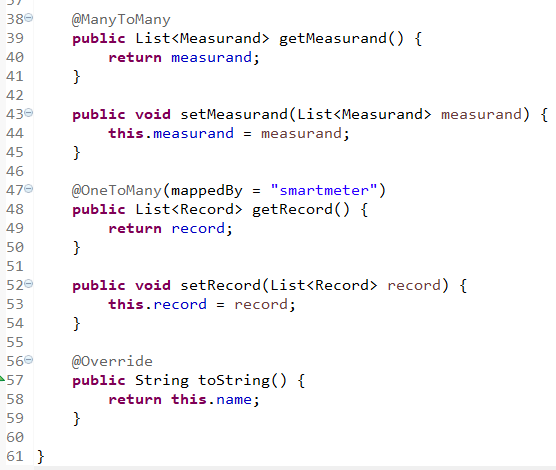 37
38 @ManyToMany
39 public List<Measurand> getMeasurand() {
40 return measurand;
41 }
42
43 public void setMeasurand(List<Measurand> measurand) {
44 this.measurand = measurand;
45 }
46
47 @OneToMany(mappedBy = "smartmeter")
48 public List<Record> getRecord() {
49 return record;
50 }
51
52 public void setRecord(List<Record> record) {
53 this.record = record;
54 }
55
56 @Override
57 public String toString() {
58 return this.name;
59 }
60
61 }